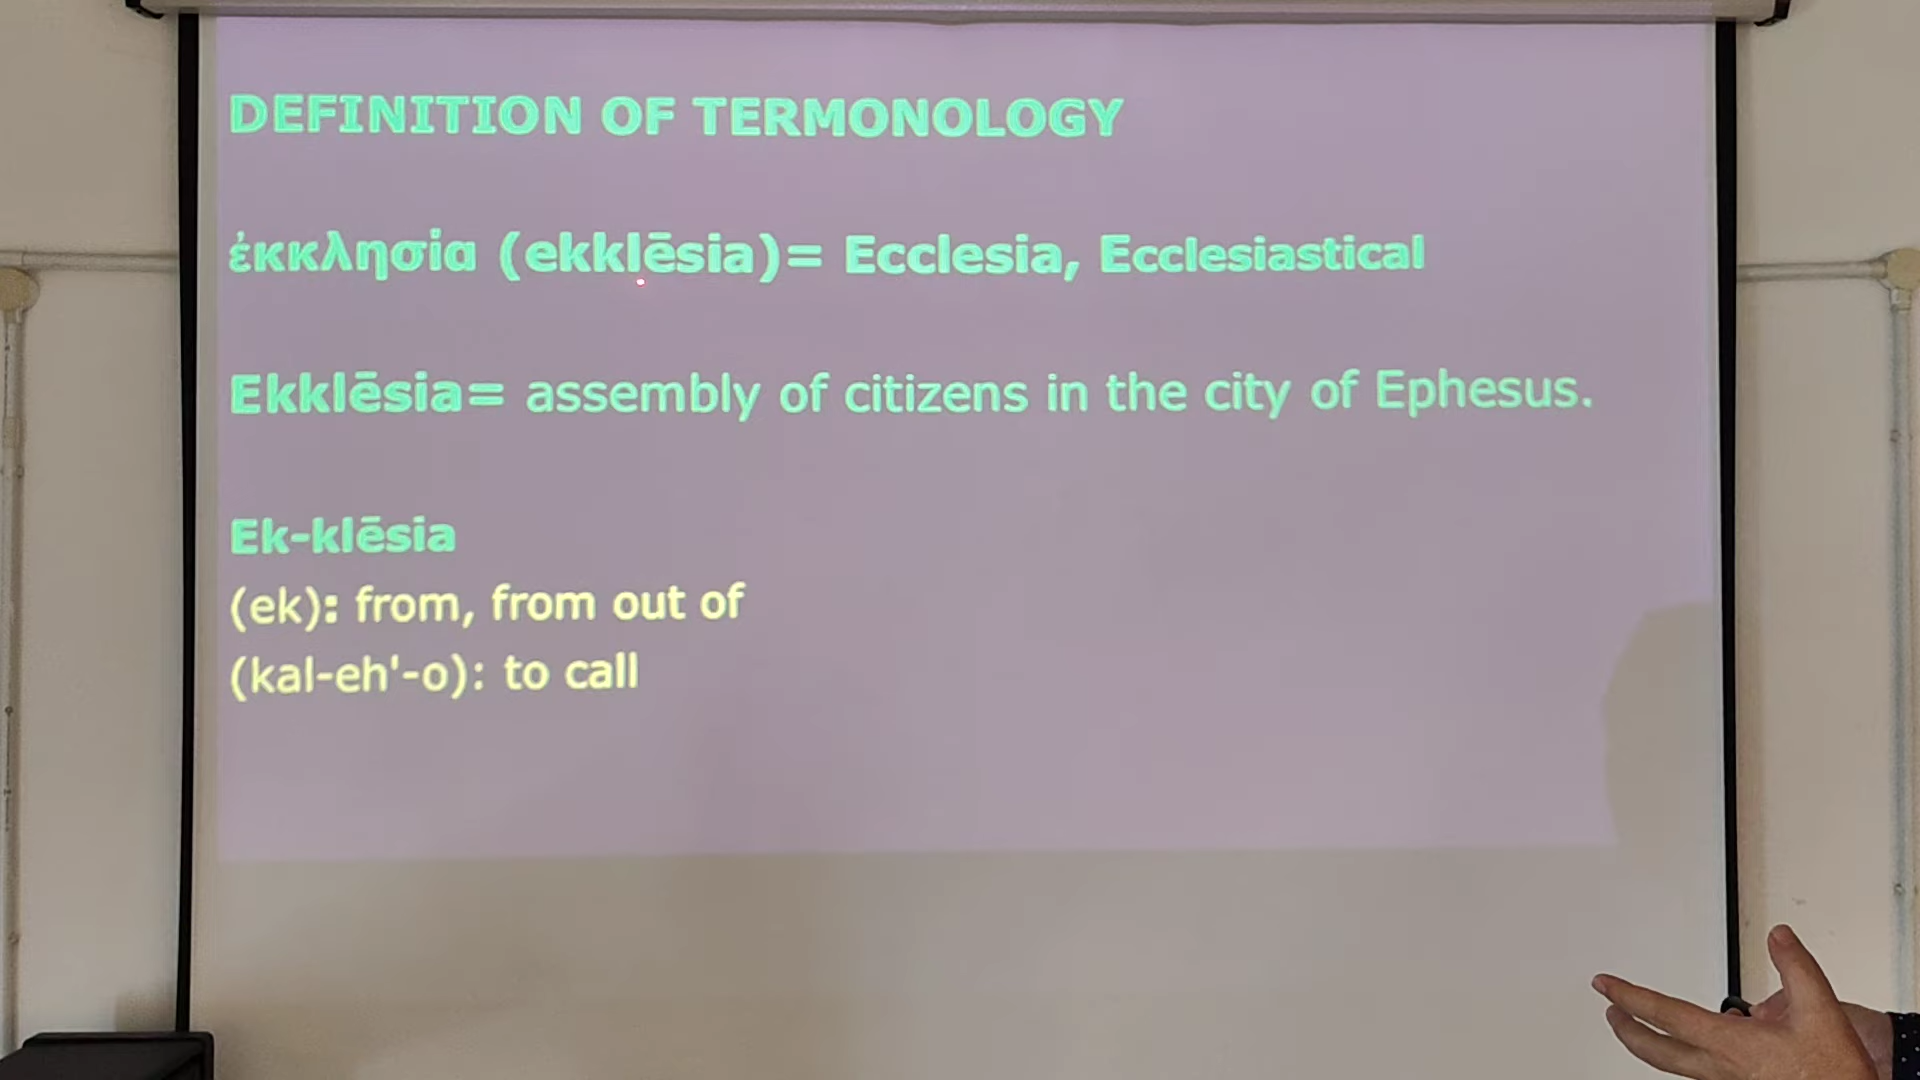 DEFINITION OF TERMONOLOGY
ἐκκλησία (ekklēsia)= Ecclesia, Ecclesiastical
Ekklēsia= assembly of citizens in the city of Ephesus.
Ek-klēsia
(ek): from, from out of
(kal-eh'-o): to call